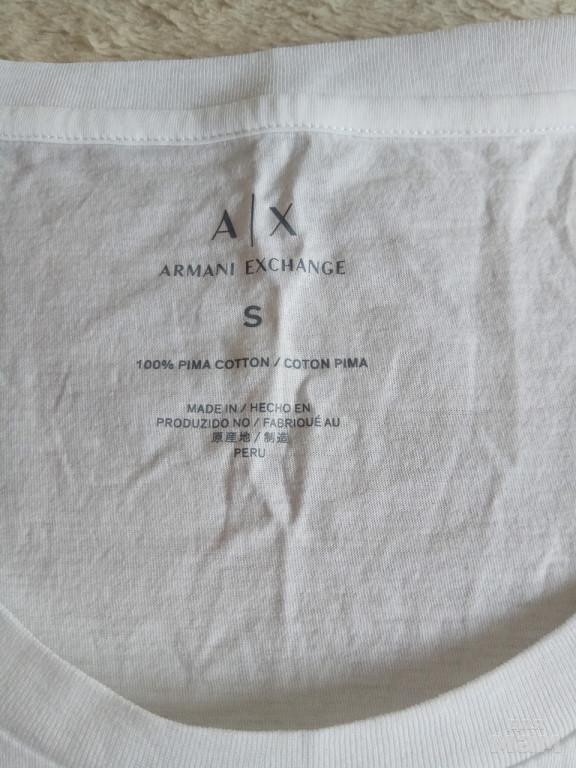 A|X
ARMANI EXCHANGE
S
100% PIMA COTTON / COTON PIMA
MADE IN / HECHO EN
PRODUZIDO NO / FABRIQUÉ AU
原産地 / 制造
PERU